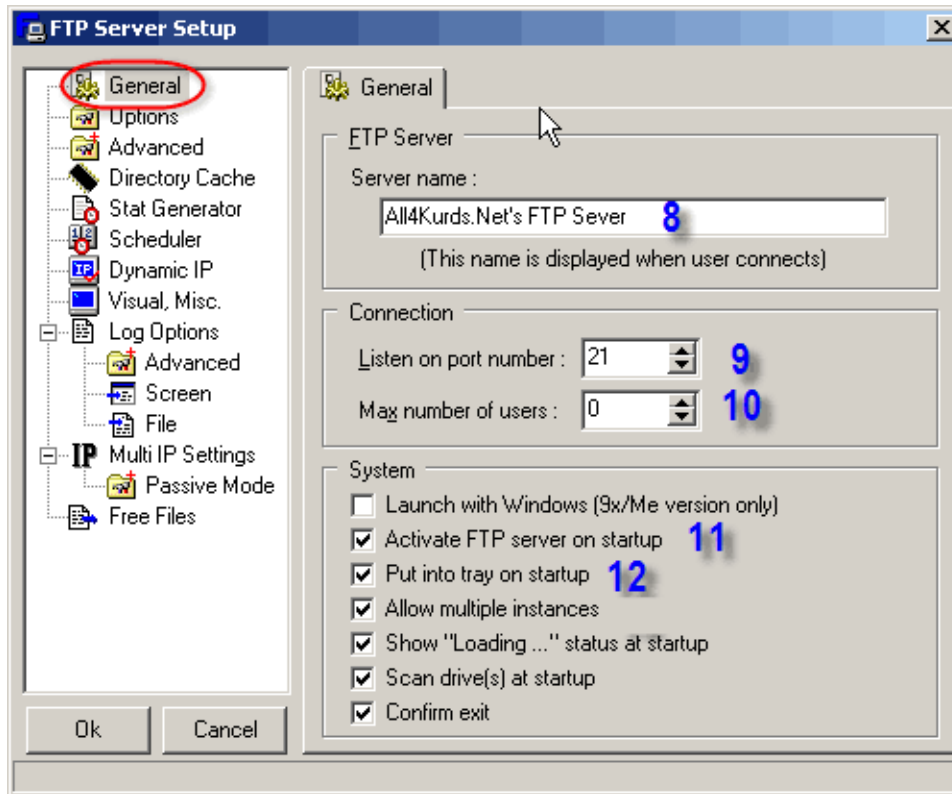 FTP Server Setup
General
Options
Advanced
Directory Cache
Stat Generator
Scheduler
Dynamic IP
Visual, Misc.
Log Options
Advanced
Screen
File
IP Multi IP Settings
Passive Mode
Free Files
Ok Cancel
General
FTP Server
Server name :
All4Kurds.Net's FTP Sever 8
(This name is displayed when user connects)
Connection
Listen on port number : 21 9
Max number of users : 0 10
System
Launch with Windows (9x/Me version only)
Activate FTP server on startup 11
Put into tray on startup 12
Allow multiple instances
Show "Loading ..." status at startup
Scan drive(s) at startup
Confirm exit